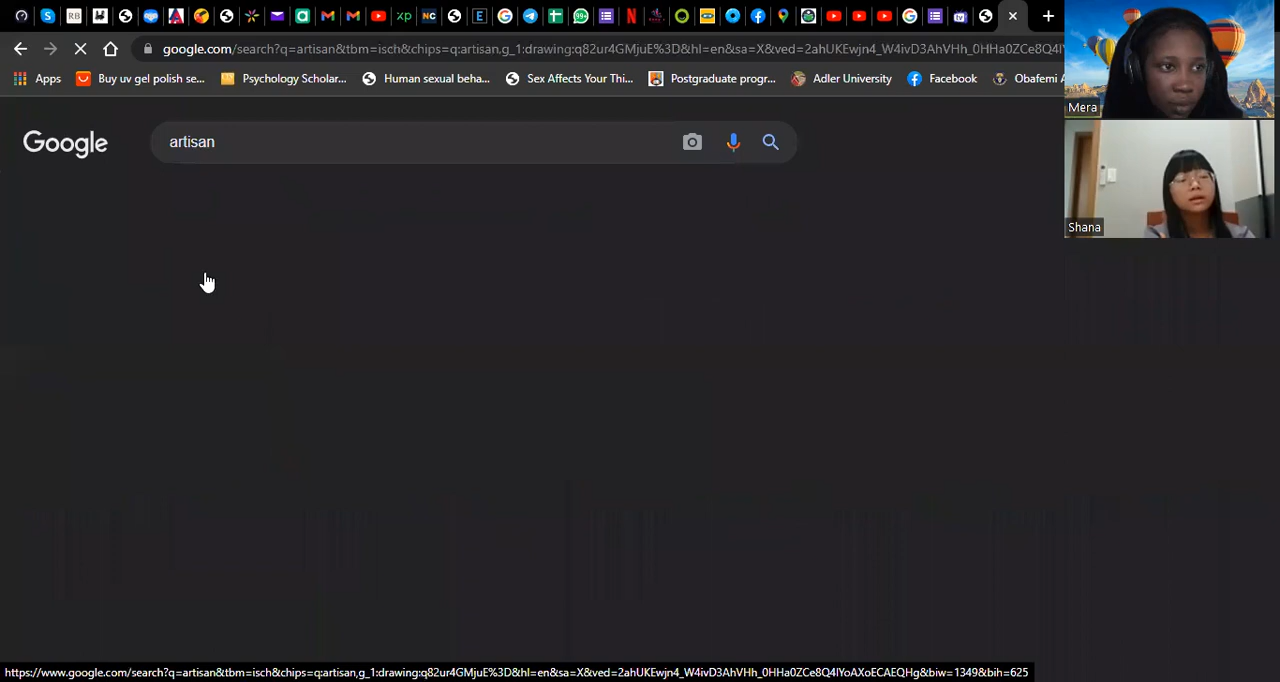 google.com/search?q=artisan&tbm=isch&chips=q:artisan,g_1:drawing:q82ur4GMjuE%3D&hl=en&sa=X&ved=2ahUKEwjn4_W4ivD3AhVHh_0HHa0ZCe8Q4lY
Apps Buy uv gel polish se... Psychology Scholar... Human sexual beha... Sex Affects Your Thi... Postgraduate progr... Adler University Facebook Obafemi A
Mera
Google artisan
Shana
https://www.google.com/search?q=artisan&tbm=isch&chips=q:artisan,g_1:drawing:q82ur4GMjuE%3D&hl=en&sa=X&ved=2ahUKEwjn4_W4ivD3AhVHh_0HHa0ZCe8Q4lYoAXoECAEQHg&biw=1349&bih=625